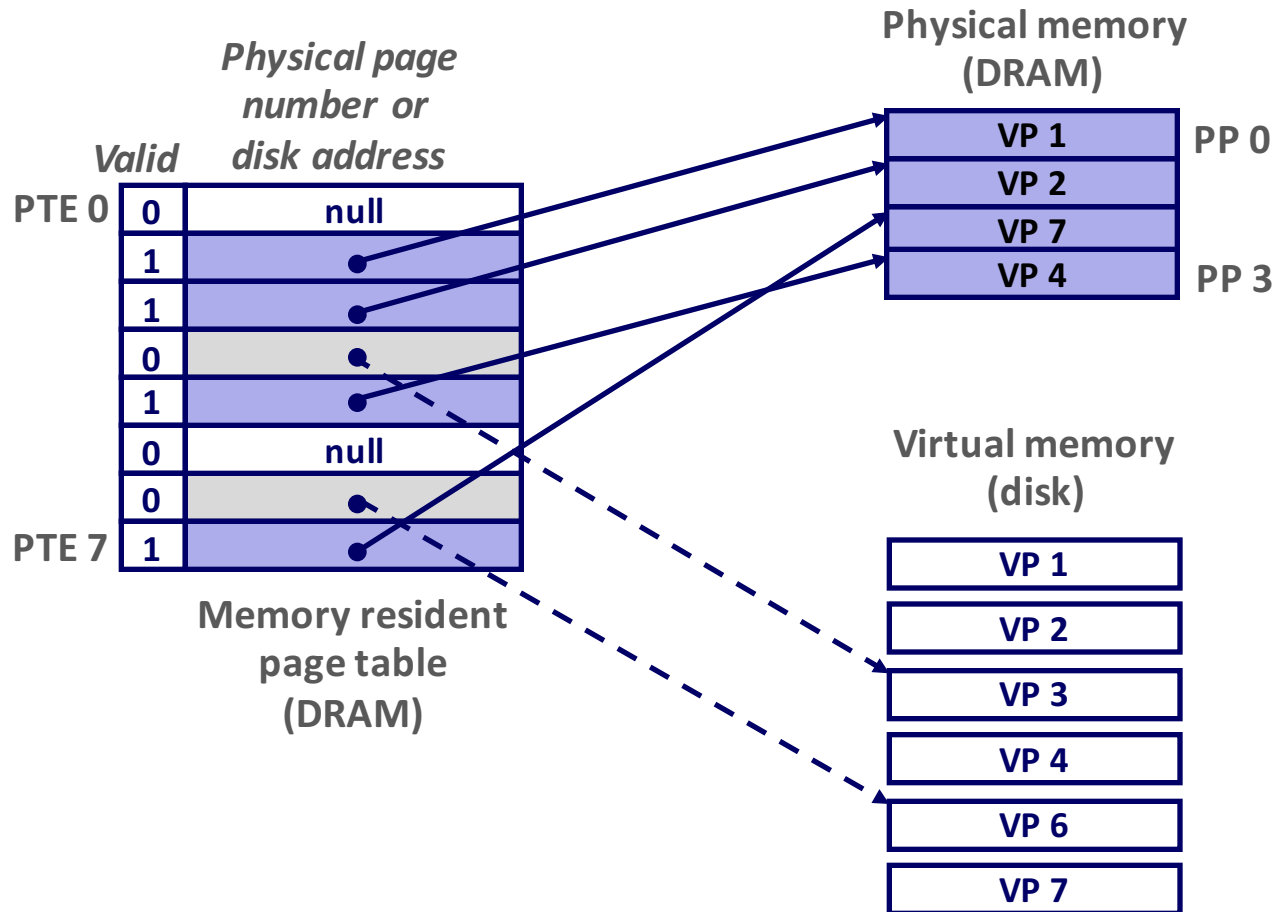 Physical page
number or
disk address
Valid
PTE 0
0
null
1
1
0
1
0
null
0
PTE 7
1
Memory resident
page table
(DRAM)
Physical memory
(DRAM)
VP 1
PP 0
VP 2
VP 7
VP 4
PP 3
Virtual memory
(disk)
VP 1
VP 2
VP 3
VP 4
VP 6
VP 7